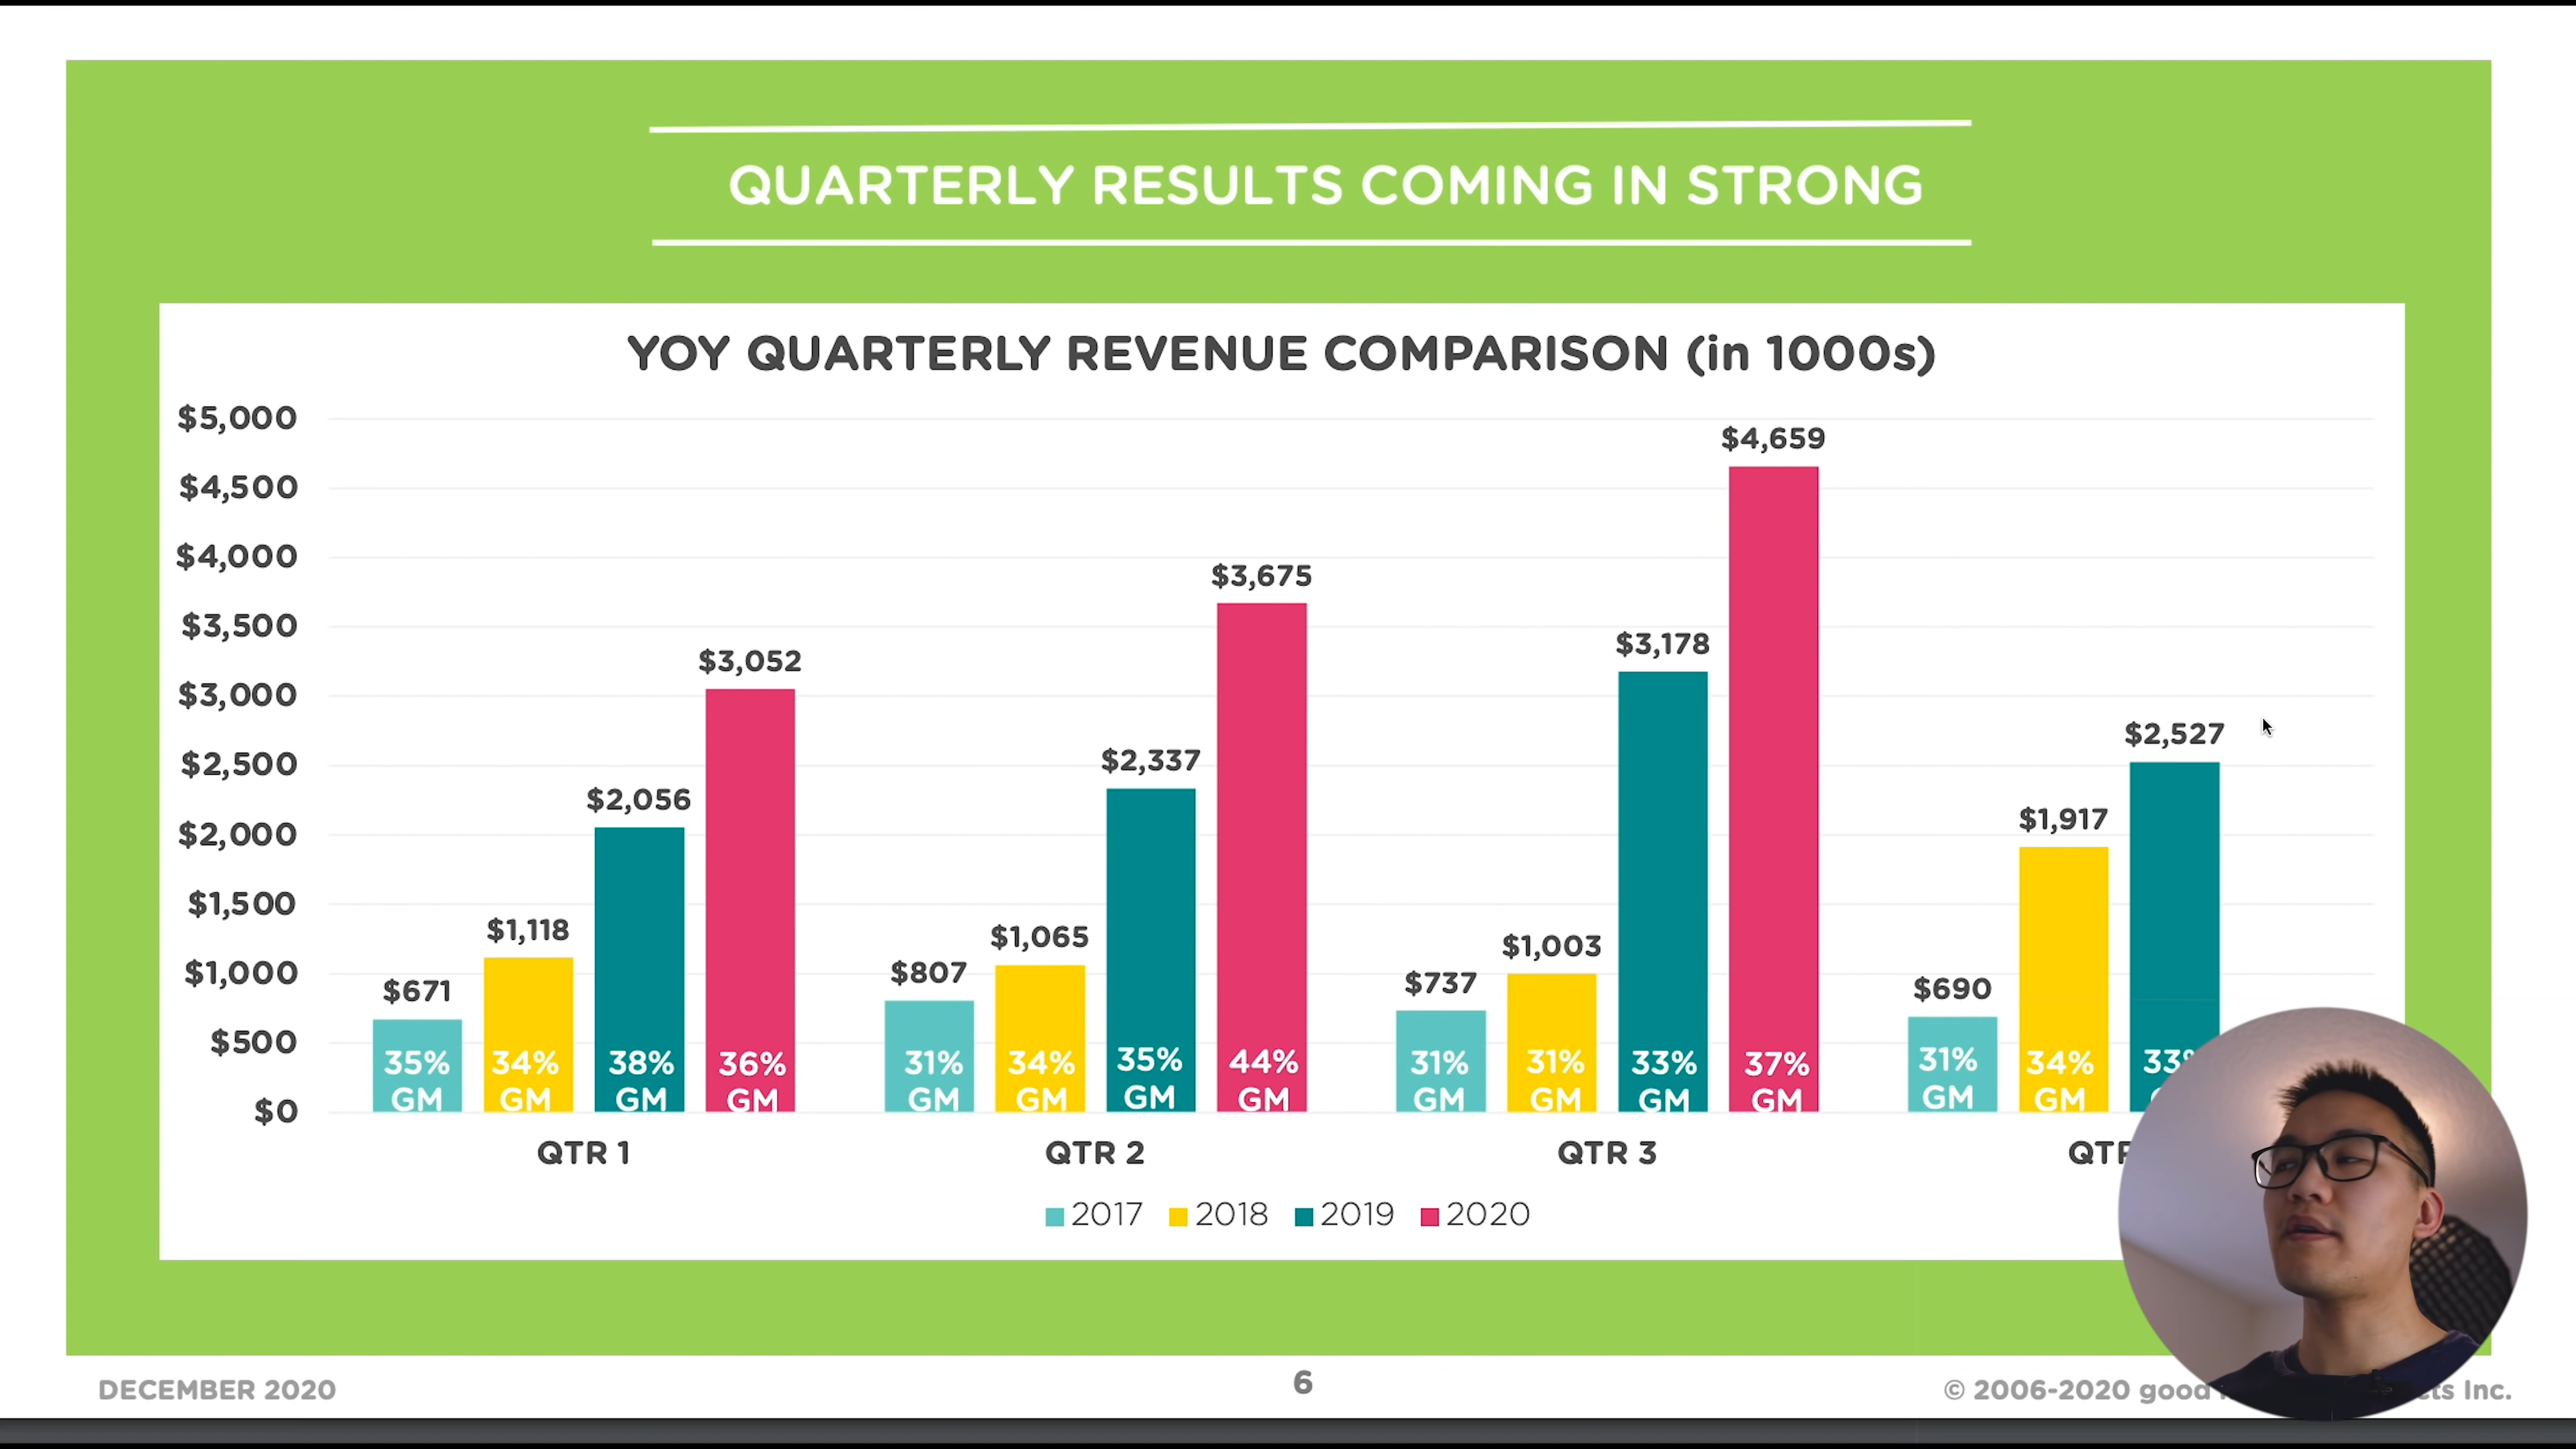 QUARTERLY RESULTS COMING IN STRONG
YOY QUARTERLY REVENUE COMPARISON (in 1000s)
$5,000
$4,500
$4,000
$3,500
$3,000
$2,500
$2,000
$1,500
$1,000
$500
$0
$671
$1,118
$2,056
$3,052
35% GM
34% GM
38% GM
36% GM
QTR 1
$807
$1,065
$2,337
$3,675
31% GM
34% GM
35% GM
44% GM
QTR 2
$737
$1,003
$3,178
$4,659
31% GM
31% GM
33% GM
37% GM
QTR 3
$690
$1,917
$2,527
31% GM
34% GM
2017 2018 2019 2020
DECEMBER 2020
6
© 2006-2020 good Inc.